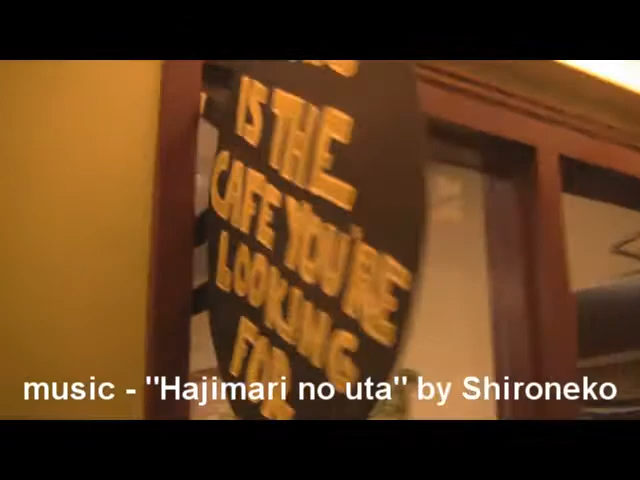 IS THE
CAFE YOU'RE
LOOKING
FOR
music - "Hajimari no uta" by Shironeko